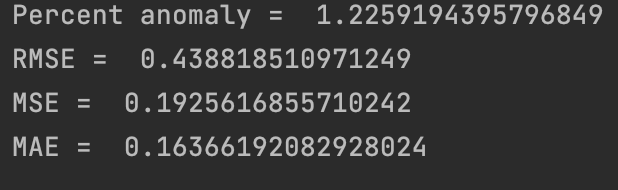 Percent anomaly =  1.2259194395796849
RMSE =  0.438818510971249
MSE =  0.1925616855710242
MAE =  0.16366192082928024